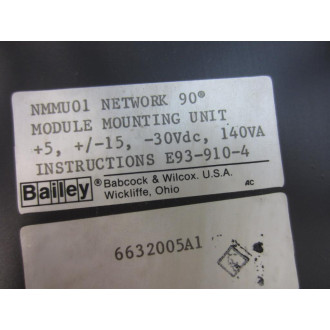 NMMU01 NETWORK 90®
MODULE MOUNTING UNIT
+5, +/-15, -30Vdc, 140VA
INSTRUCTIONS E93-910-4
Bailey® Babcock & Wilcox. U.S.A.
Wickliffe, Ohio AC
6632005A1